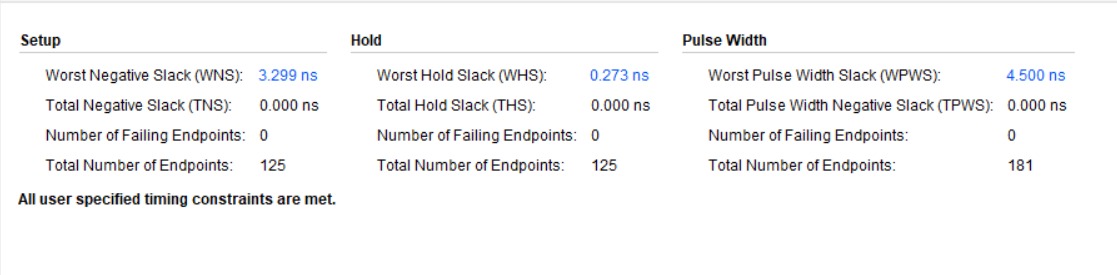 Setup Hold Pulse Width
Worst Negative Slack (WNS): 3.299 ns Worst Hold Slack (WHS): 0.273 ns Worst Pulse Width Slack (WPWS): 4.500 ns
Total Negative Slack (TNS): 0.000 ns Total Hold Slack (THS): 0.000 ns Total Pulse Width Negative Slack (TPWS): 0.000 ns
Number of Failing Endpoints: 0 Number of Failing Endpoints: 0 Number of Failing Endpoints: 0
Total Number of Endpoints: 125 Total Number of Endpoints: 125 Total Number of Endpoints: 181
All user specified timing constraints are met.